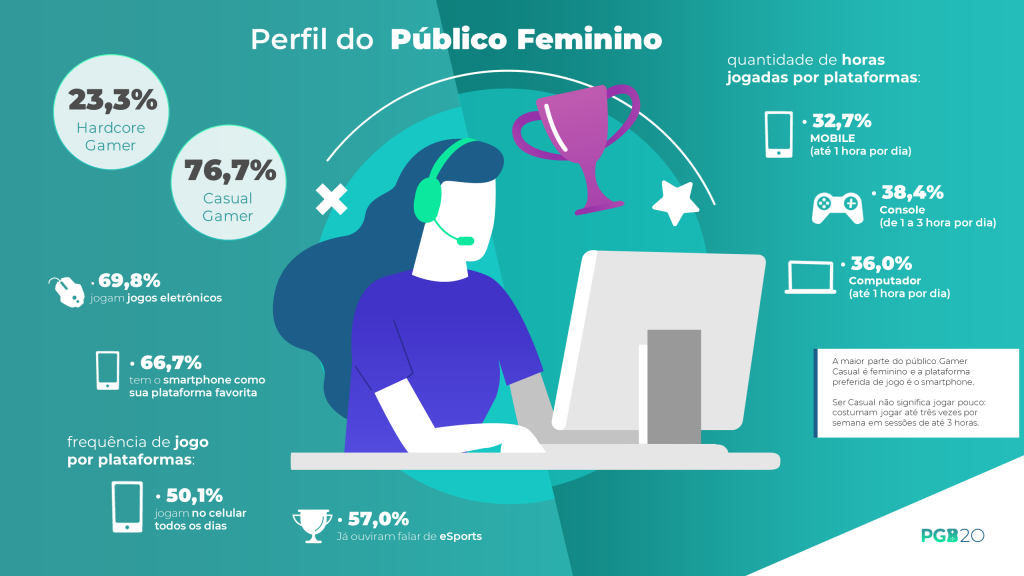 Perfil do Público Feminino
23,3%
Hardcore
Gamer
76,7%
Casual
Gamer
· 69,8%
jogam jogos eletrônicos
· 66,7%
tem o smartphone como
sua plataforma favorita
frequência de jogo
por plataformas:
· 50,1%
jogam no celular
todos os dias
· 57,0%
Já ouviram falar de eSports
quantidade de horas
jogadas por plataformas:
· 32,7%
MOBILE
(até 1 hora por dia)
· 38,4%
Console
(de 1 a 3 hora por dia)
· 36,0%
Computador
(até 1 hora por dia)
A maior parte do público Gamer
Casual é feminino e a plataforma
preferida de jogo é o smartphone.
Ser Casual não significa jogar pouco:
costumam jogar até três vezes por
semana em sessões de até 3 horas.
PGB20